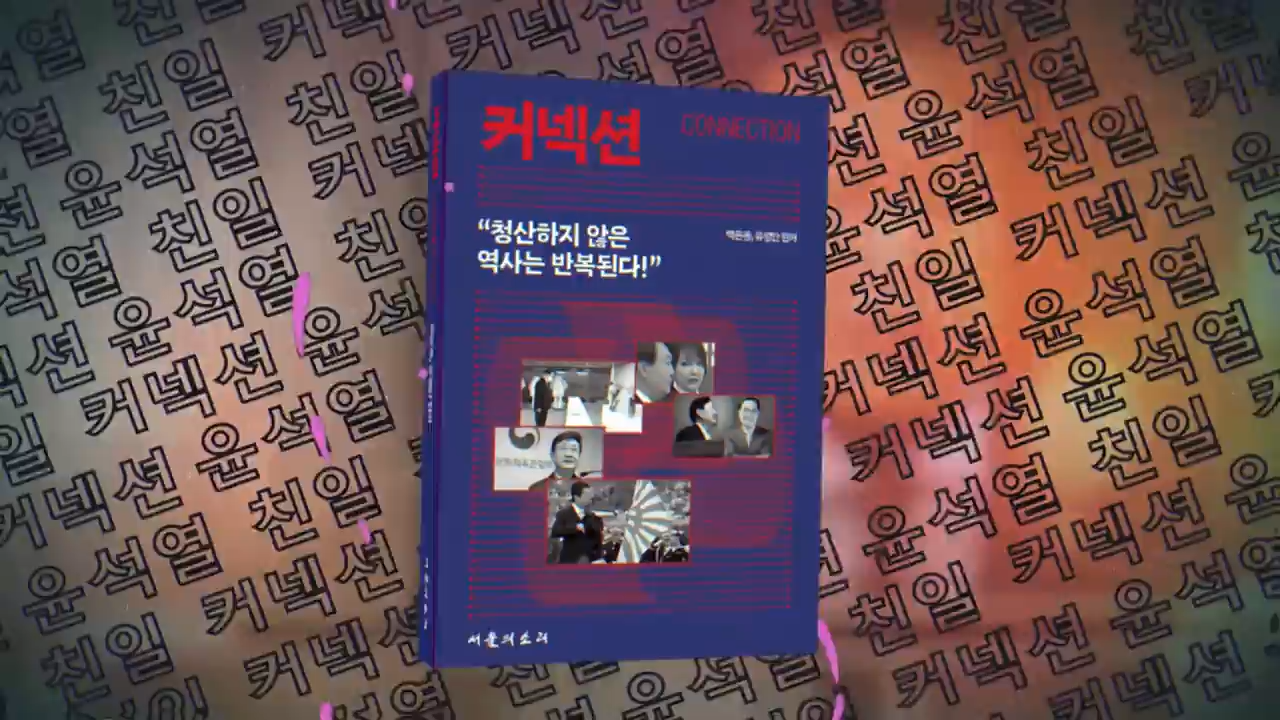 커넥션
CONNECTION
“청산하지 않은
역사는 반복된다!”
서울의소리
윤석열 친일 커넥션